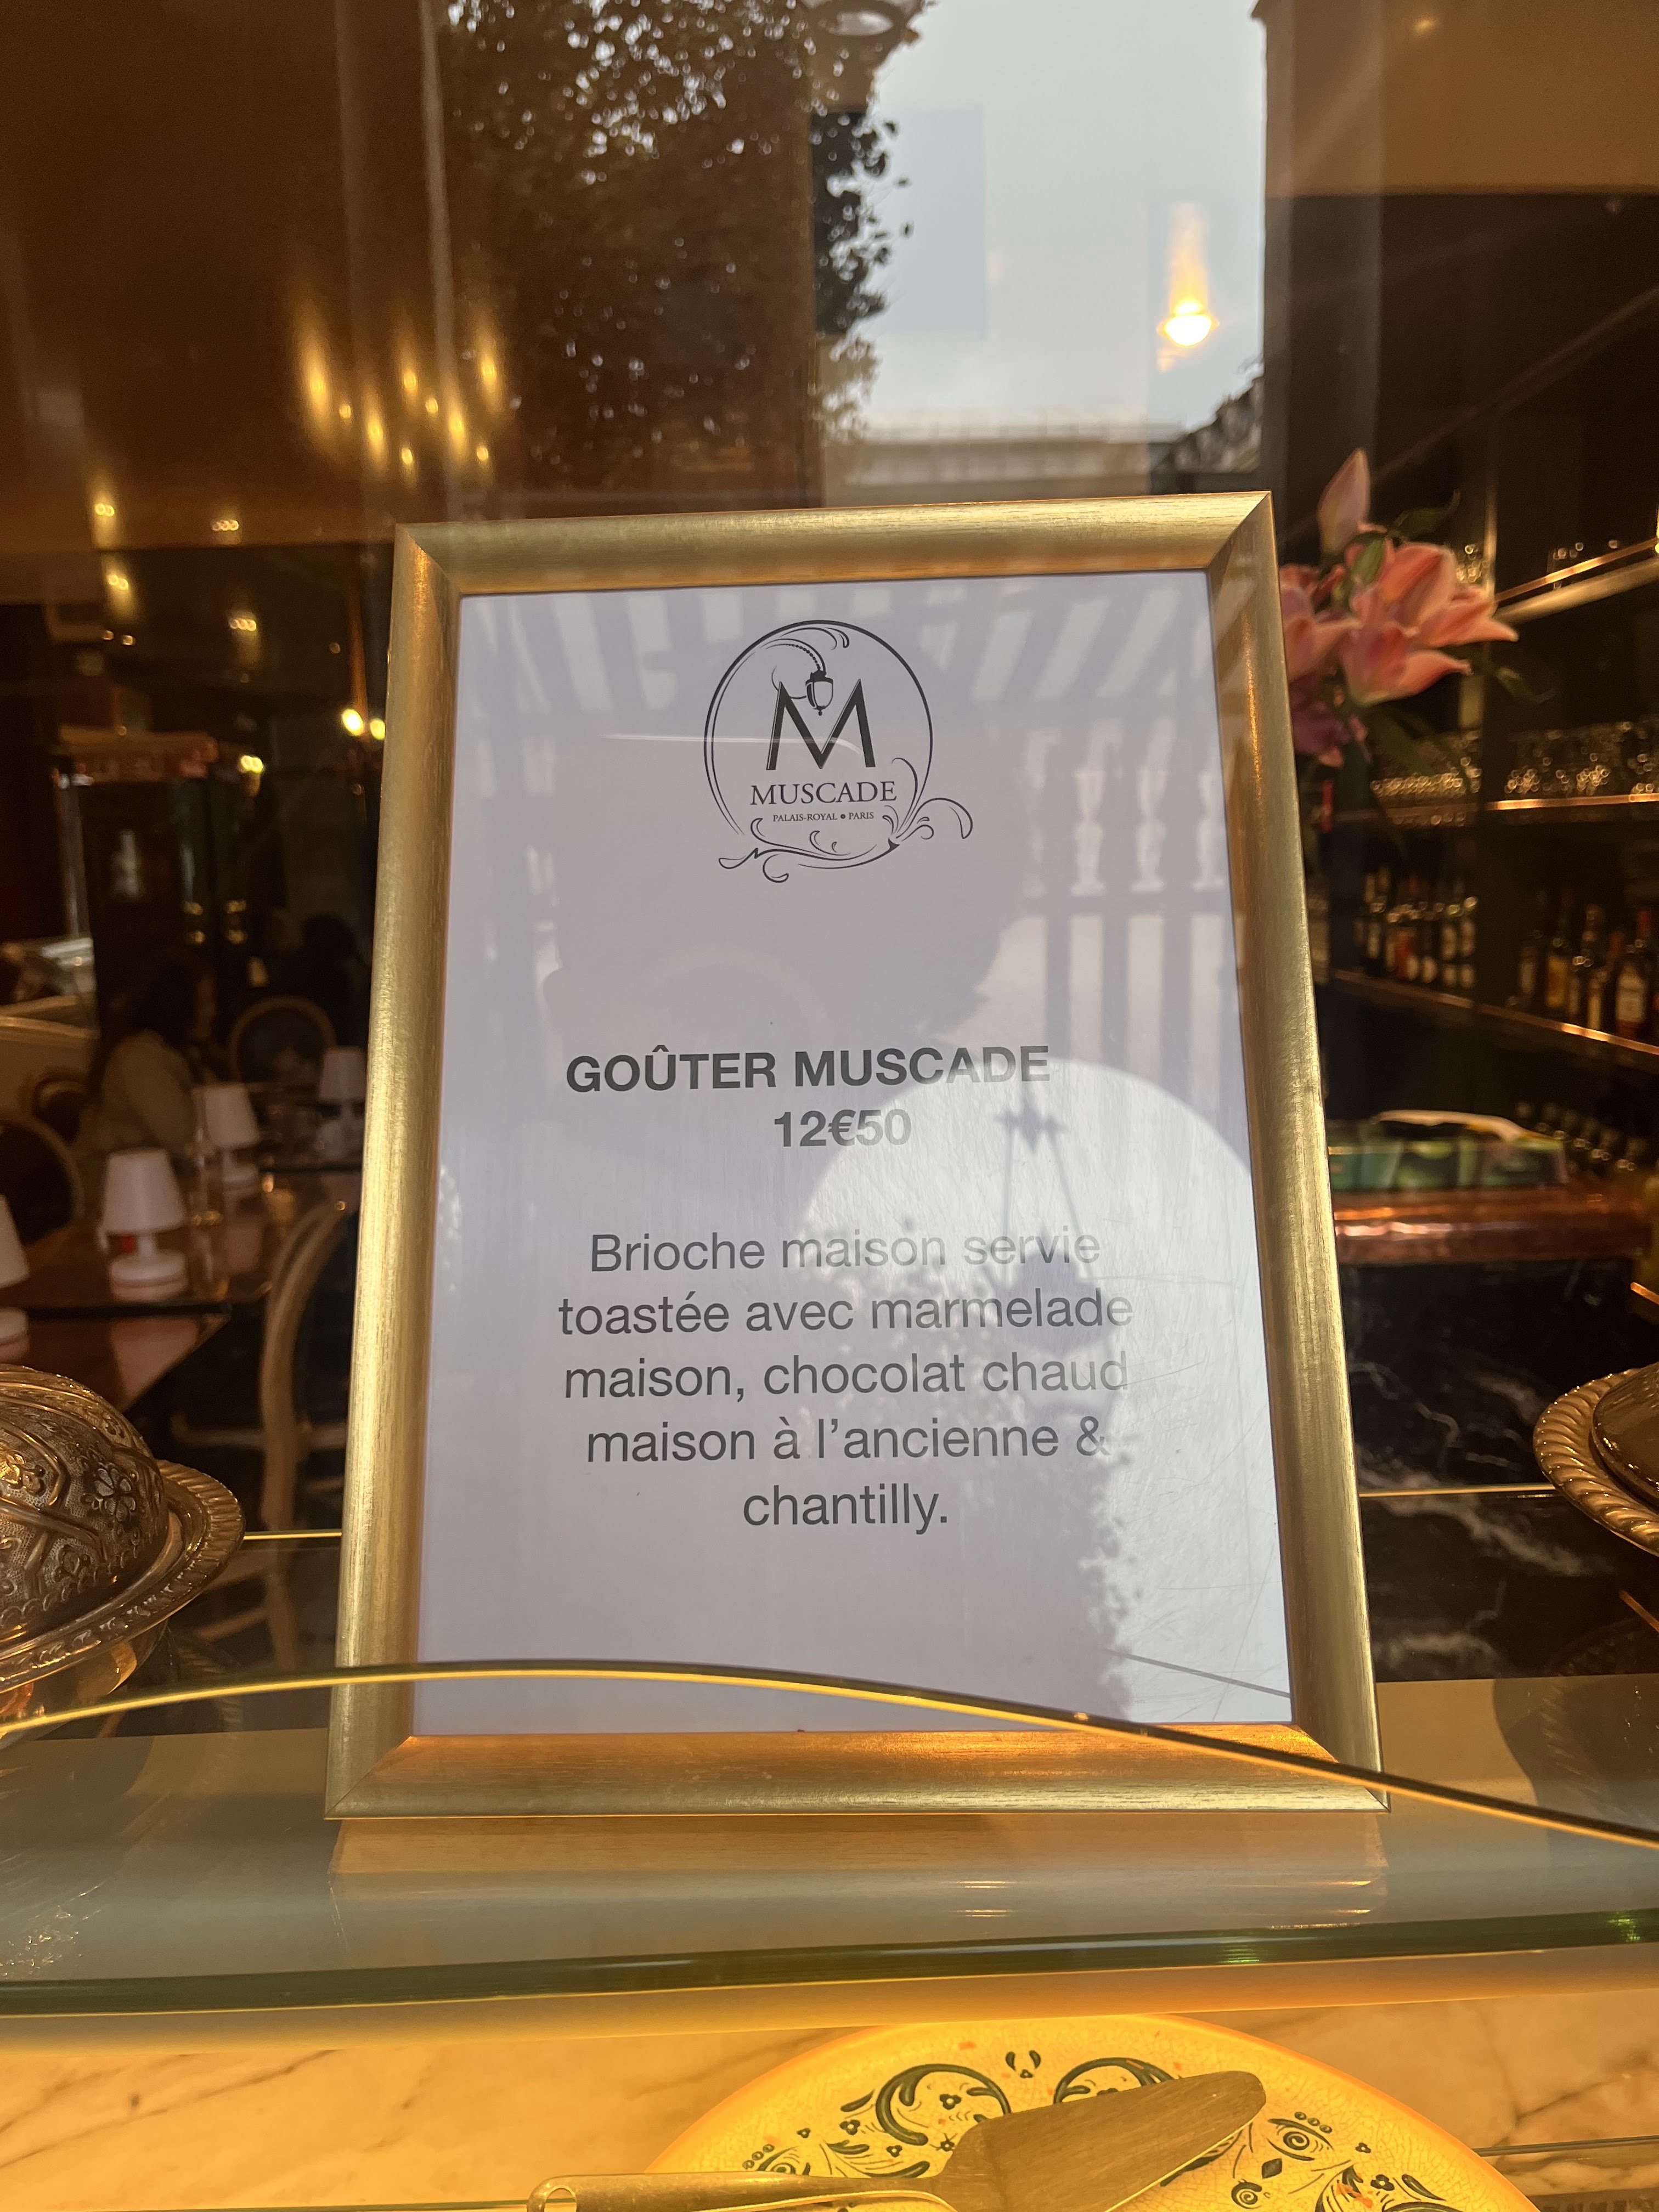 M
MUSCADE
PALAIS-ROYAL • PARIS
GOÛTER MUSCADE
12€50
Brioche maison servie
toastée avec marmelade
maison, chocolat chaud
maison à l'ancienne &
chantilly.